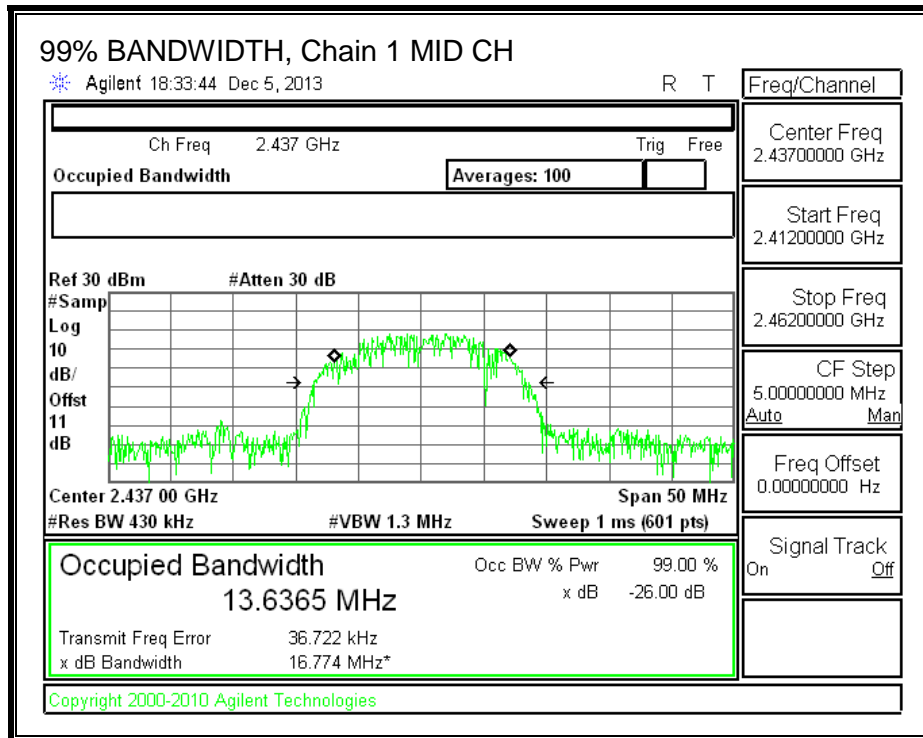 99% BANDWIDTH, Chain 1 MID CH
Agilent 18:33:44 Dec 5, 2013 R T
Freq/Channel
Ch Freq 2.437 GHz Trig Free
Occupied Bandwidth Averages: 100
Center Freq
2.43700000 GHz
Start Freq
2.41200000 GHz
Stop Freq
2.46200000 GHz
CF Step
5.00000000 MHz
Auto Man
Freq Offset
0.00000000 Hz
Signal Track
On Off
Ref 30 dBm #Atten 30 dB
#Samp
Log
10
dB/
Offst
11
dB
Center 2.437 00 GHz Span 50 MHz
#Res BW 430 kHz #VBW 1.3 MHz Sweep 1 ms (601 pts)
Occupied Bandwidth
13.6365 MHz
Occ BW % Pwr 99.00 %
x dB -26.00 dB
Transmit Freq Error 36.722 kHz
x dB Bandwidth 16.774 MHz*
Copyright 2000-2010 Agilent Technologies